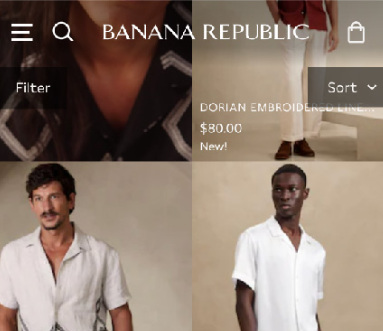 BANANA REPUBLIC
Filter
Sort
DORIAN EMBROIDERED LINE...
$80.00
New!